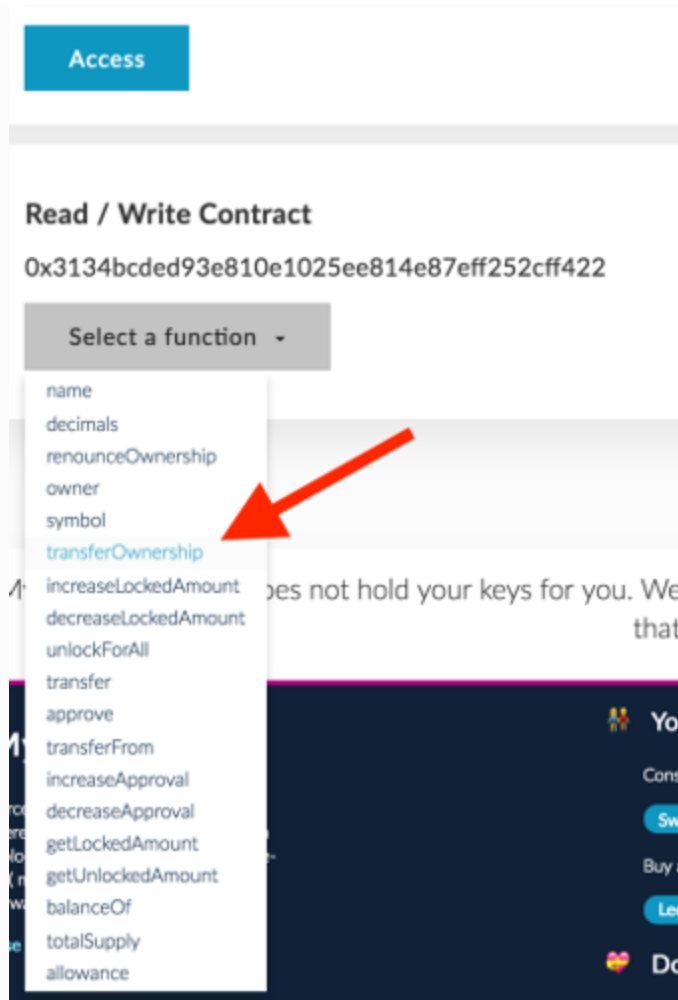 Access
Read / Write Contract
0x3134bcded93e810e1025ee814e87eff252cff422
Select a function
name
decimals
renounceOwnership
owner
symbol
transferOwnership
increaseLockedAmount
decreaseLockedAmount
unlockForAll
transfer
approve
transferFrom
increaseApproval
decreaseApproval
getLockedAmount
getUnlockedAmount
balanceOf
totalSupply
allowance
not hold your keys for you. We
that
Yo
Cons
Sw
Buy
Le
Do